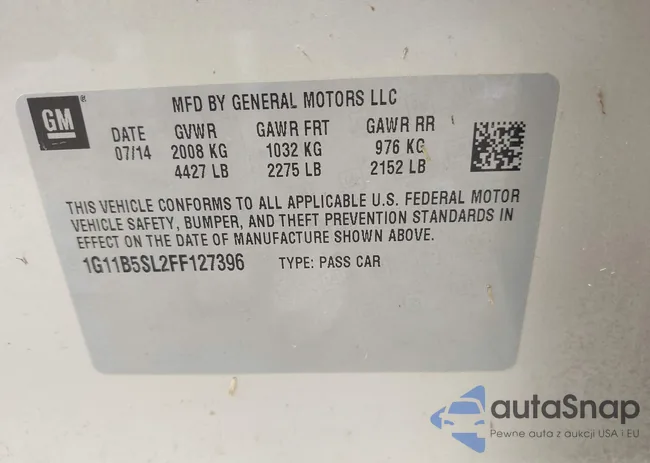 GM ®
MFD BY GENERAL MOTORS LLC
DATE GVWR GAWR FRT GAWR RR
07/14 2008 KG 1032 KG 976 KG
4427 LB 2275 LB 2152 LB
THIS VEHICLE CONFORMS TO ALL APPLICABLE U.S. FEDERAL MOTOR
VEHICLE SAFETY, BUMPER, AND THEFT PREVENTION STANDARDS IN
EFFECT ON THE DATE OF MANUFACTURE SHOWN ABOVE.
1G11B5SL2FF127396 TYPE: PASS CAR
autaSnap
Pewne auta z aukcji USA i EU